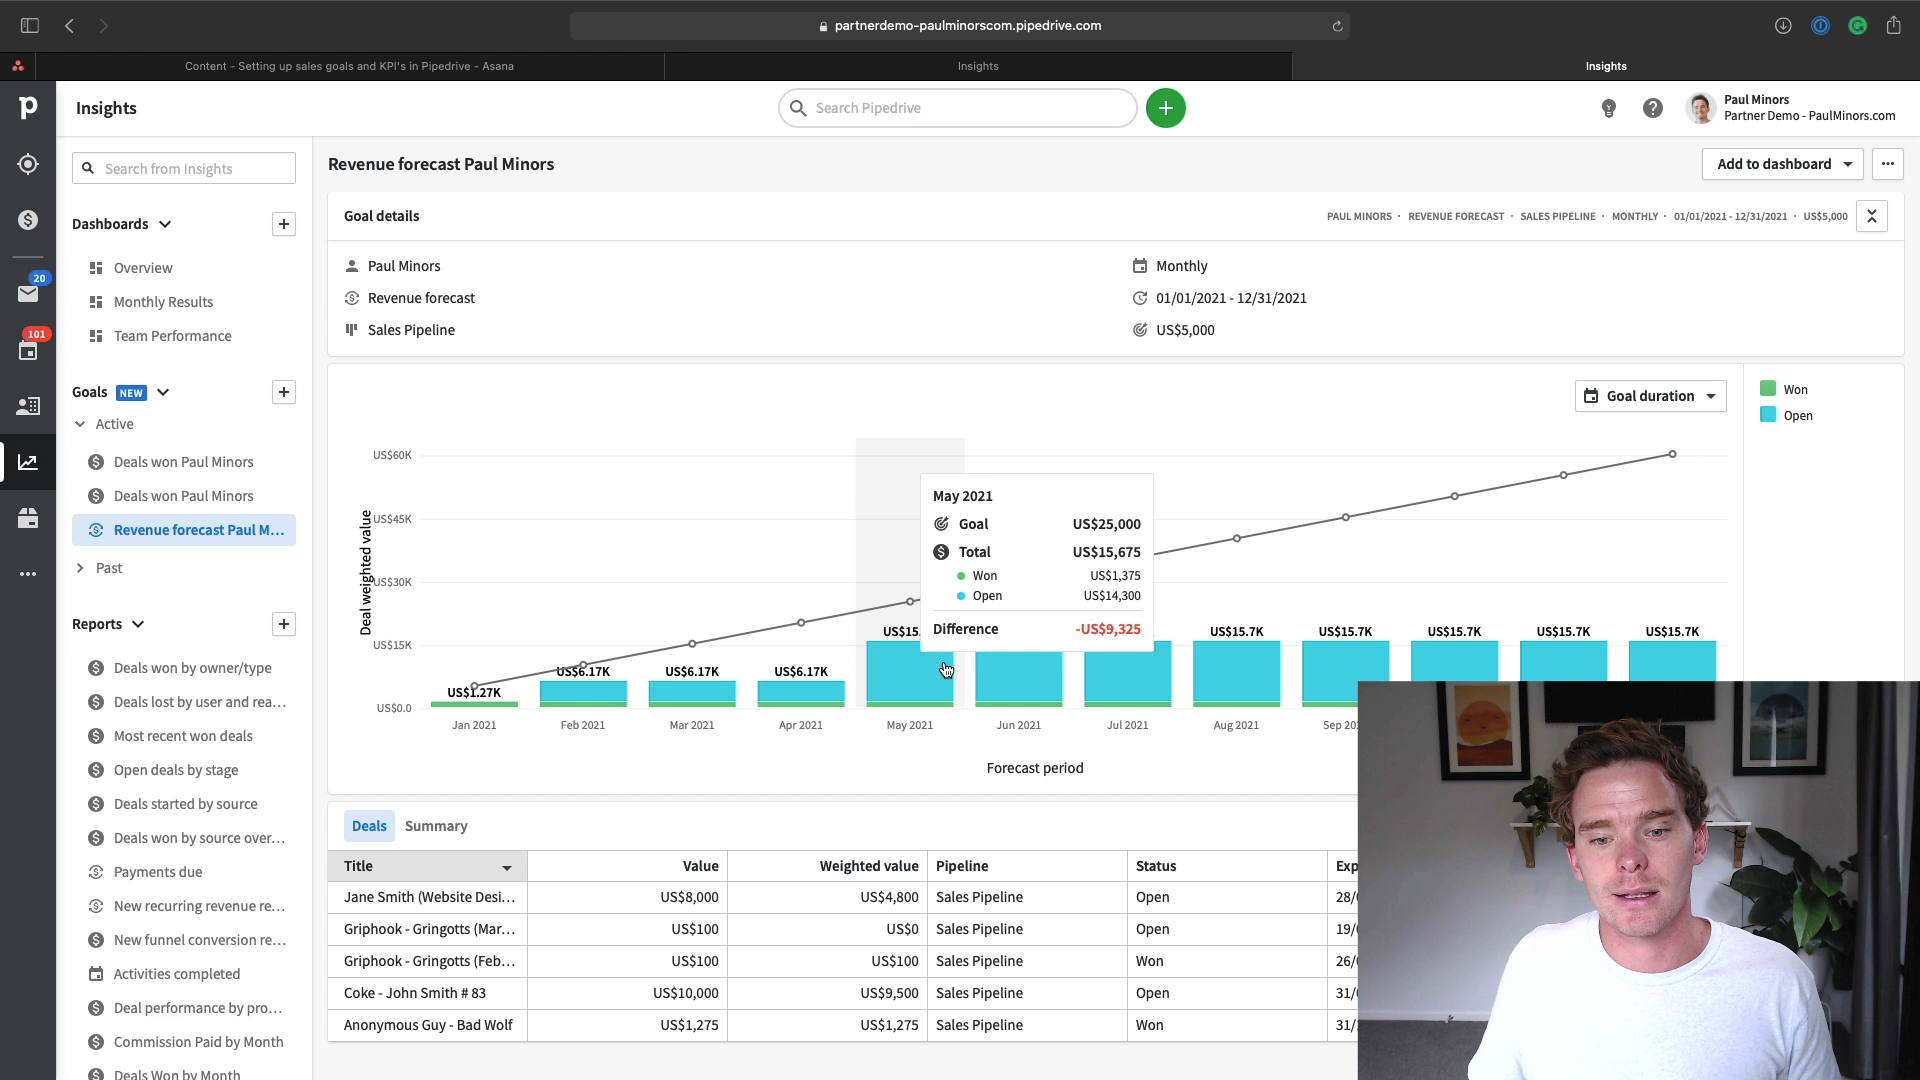 partnerdemo-paulminorscom.pipedrive.com
Content - Setting up sales goals and KPI's in Pipedrive - Asana
Insights
Insights
Insights
Search Pipedrive
Paul Minors
Partner Demo - PaulMinors.com
Search from Insights
Dashboards
Overview
Monthly Results
Team Performance
20
101
Goals NEW
Active
Deals won Paul Minors
Deals won Paul Minors
Revenue forecast Paul M...
Past
Reports
Deals won by owner/type
Deals lost by user and rea...
Most recent won deals
Open deals by stage
Deals started by source
Deals won by source over...
Payments due
New recurring revenue re...
New funnel conversion re...
Activities completed
Deal performance by pro...
Commission Paid by Month
Deals Won by Month
Revenue forecast Paul Minors
Add to dashboard
Goal details
PAUL MINORS · REVENUE FORECAST · SALES PIPELINE · MONTHLY · 01/01/2021 - 12/31/2021 · US$5,000
Paul Minors
Monthly
Revenue forecast
01/01/2021 - 12/31/2021
Sales Pipeline
US$5,000
Goal duration
Won
Open
Deal weighted value
US$60K
US$45K
US$30K
US$15K
US$0.0
May 2021
Goal US$25,000
Total US$15,675
Won US$1,375
Open US$14,300
Difference -US$9,325
US$1.27K US$6.17K US$6.17K US$6.17K US$15. US$15.7K US$15.7K US$15.7K US$15.7K US$15.7K
Jan 2021 Feb 2021 Mar 2021 Apr 2021 May 2021 Jun 2021 Jul 2021 Aug 2021 Sep 20
Forecast period
Deals Summary
Title Value Weighted value Pipeline Status Exp
Jane Smith (Website Desi... US$8,000 US$4,800 Sales Pipeline Open 28/
Griphook - Gringotts (Mar... US$100 US$0 Sales Pipeline Open 19/
Griphook - Gringotts (Feb... US$100 US$100 Sales Pipeline Won 26/
Coke - John Smith # 83 US$10,000 US$9,500 Sales Pipeline Open 31/
Anonymous Guy - Bad Wolf US$1,275 US$1,275 Sales Pipeline Won 31/